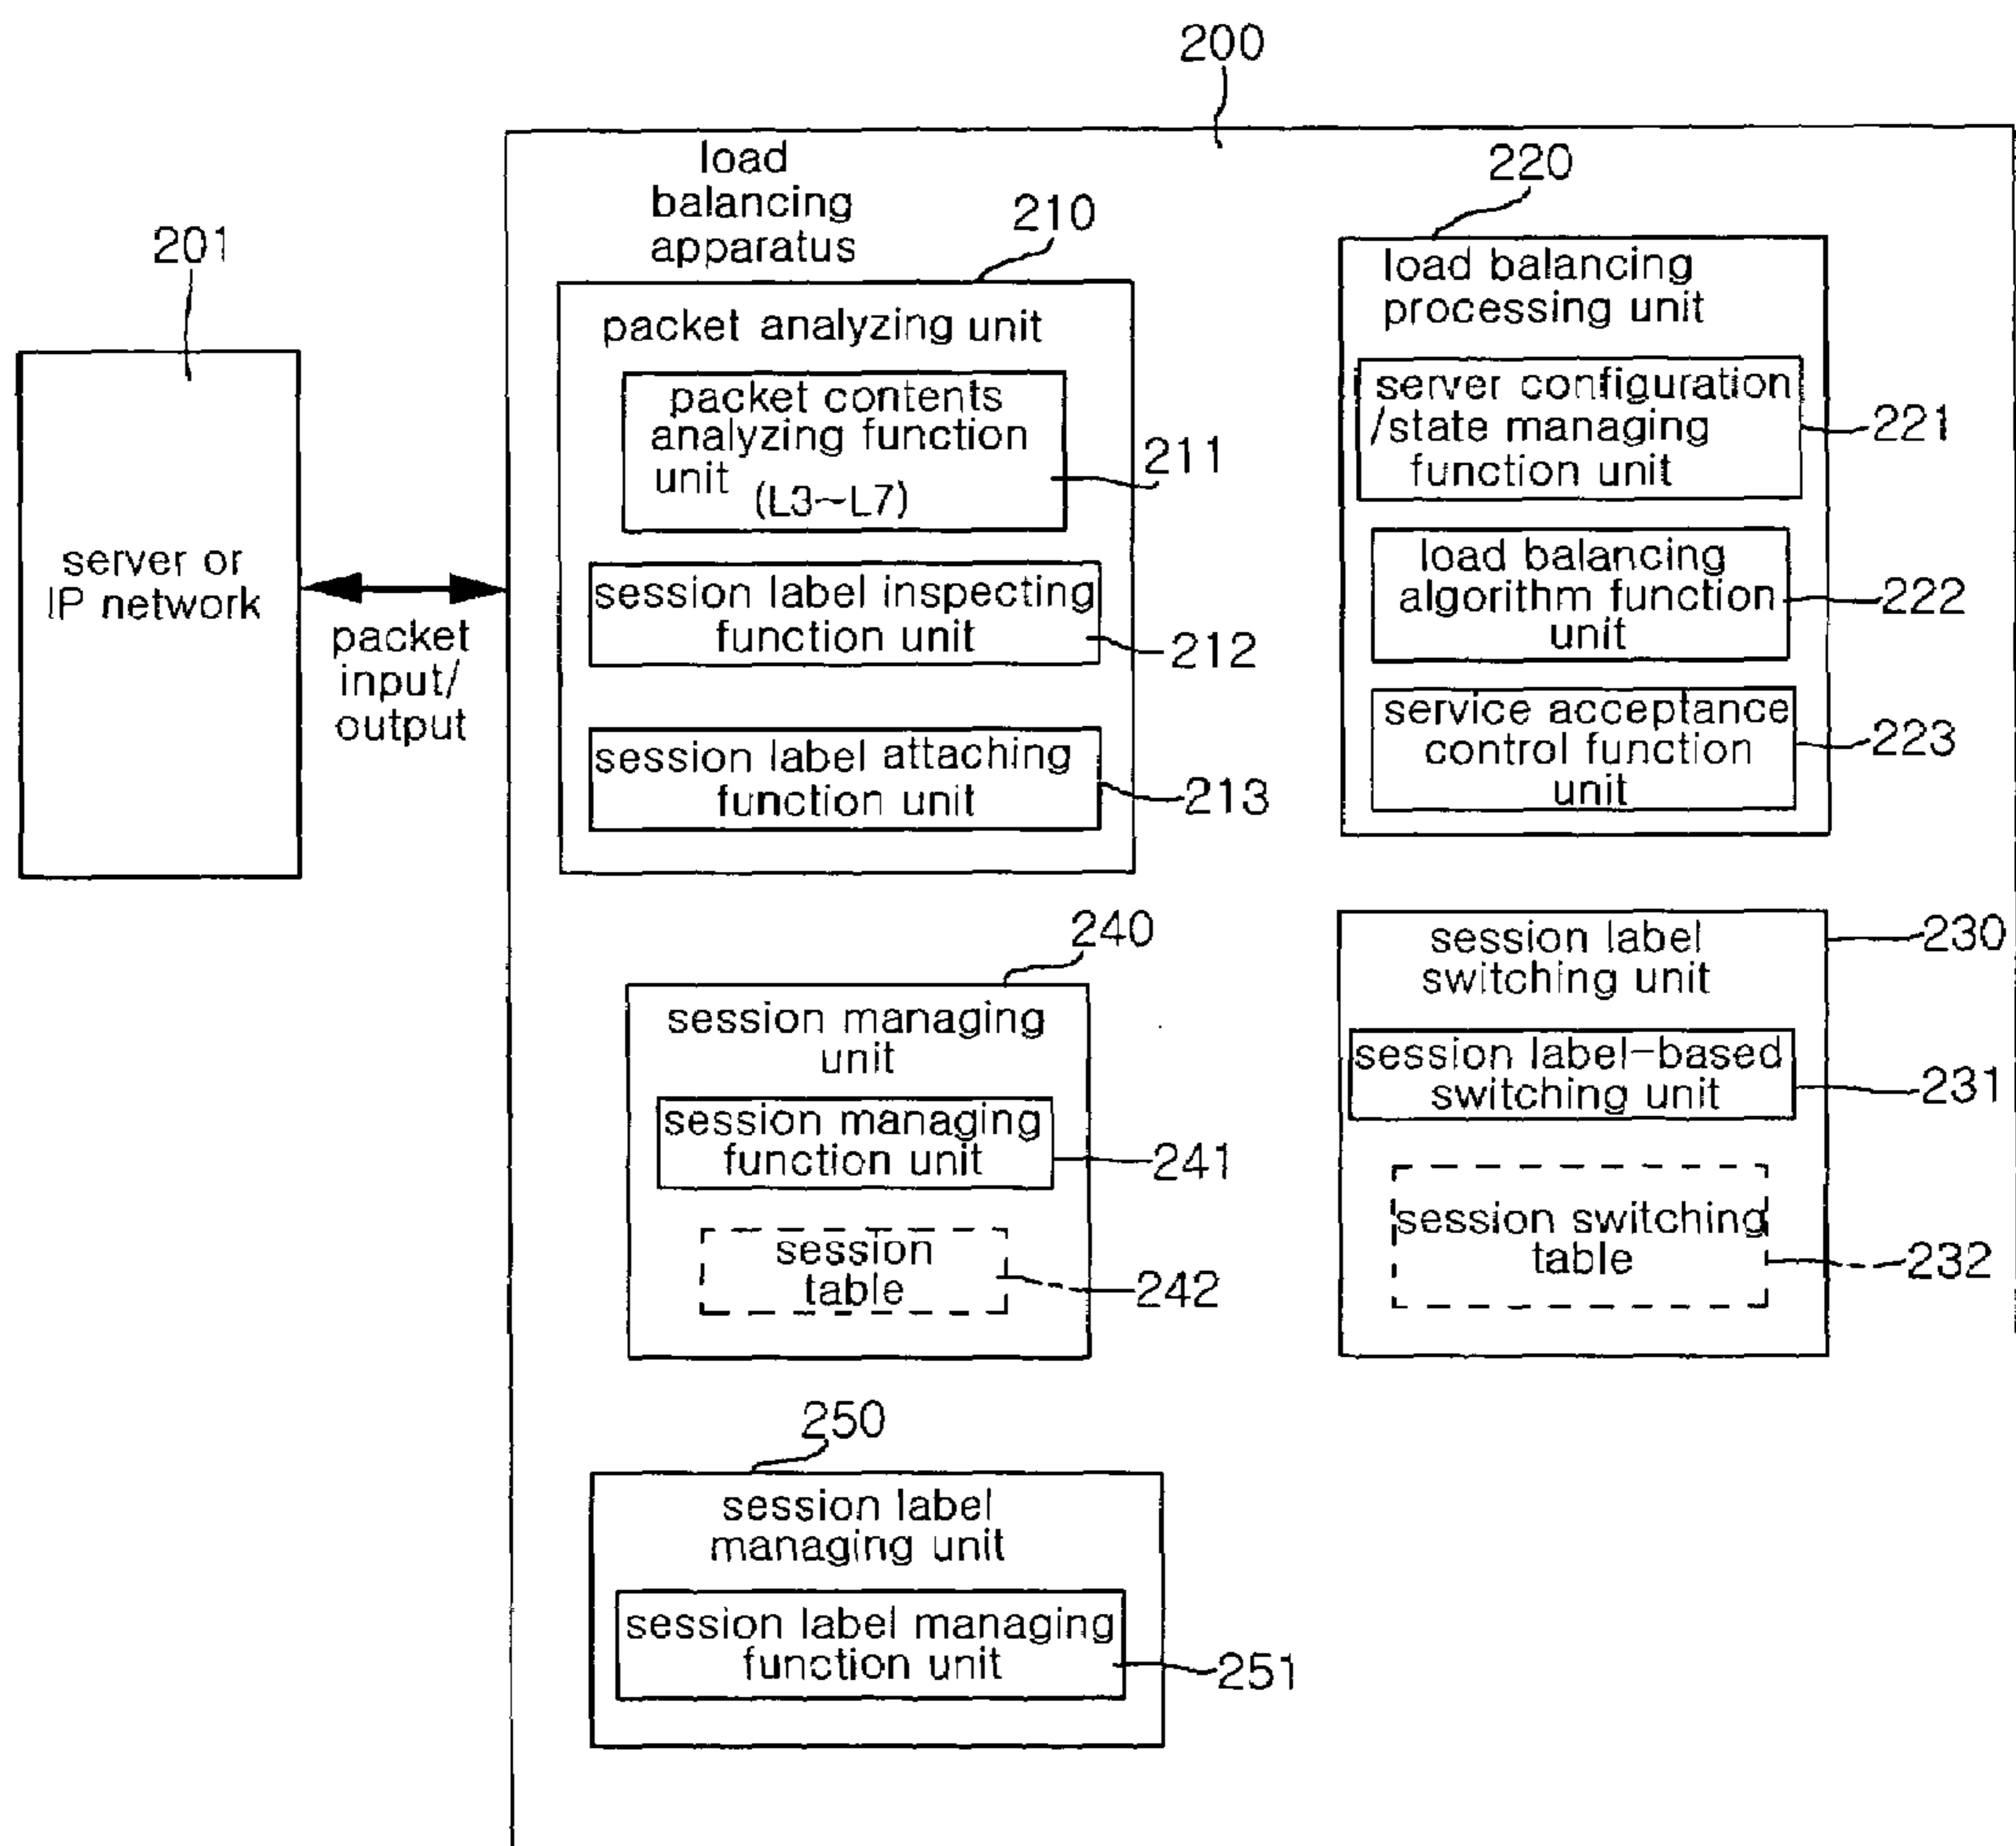 200
load
balancing
apparatus
201
server or
IP network
packet
input/
output
210
packet analyzing unit
packet contents
analyzing function
unit (L3~L7)
211
session label inspecting
function unit
212
session label attaching
function unit
213
220
load balancing
processing unit
server configuration
/state managing
function unit
221
load balancing
algorithm function
unit
222
service acceptance
control function
unit
223
240
session managing
unit
session managing
function unit
241
session
table
242
230
session label
switching unit
session label-based
switching unit
231
session switching
table
232
250
session label
managing unit
session label managing
function unit
251